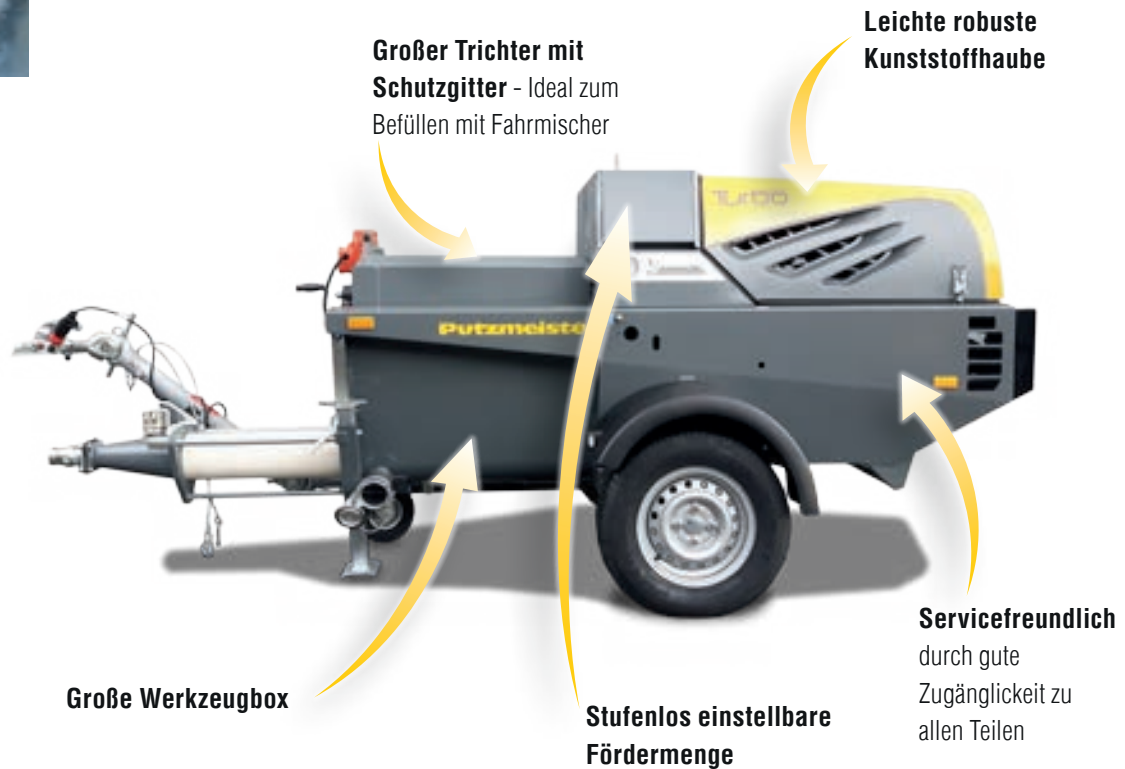 Leichte robuste
Kunststoffhaube
Großer Trichter mit
Schutzgitter - Ideal zum
Befüllen mit Fahrmischer
Turbo
Putzmeiste
Servicefreundlich
durch gute
Zugänglickeit zu
allen Teilen
Große Werkzeugbox
Stufenlos einstellbare
Fördermenge